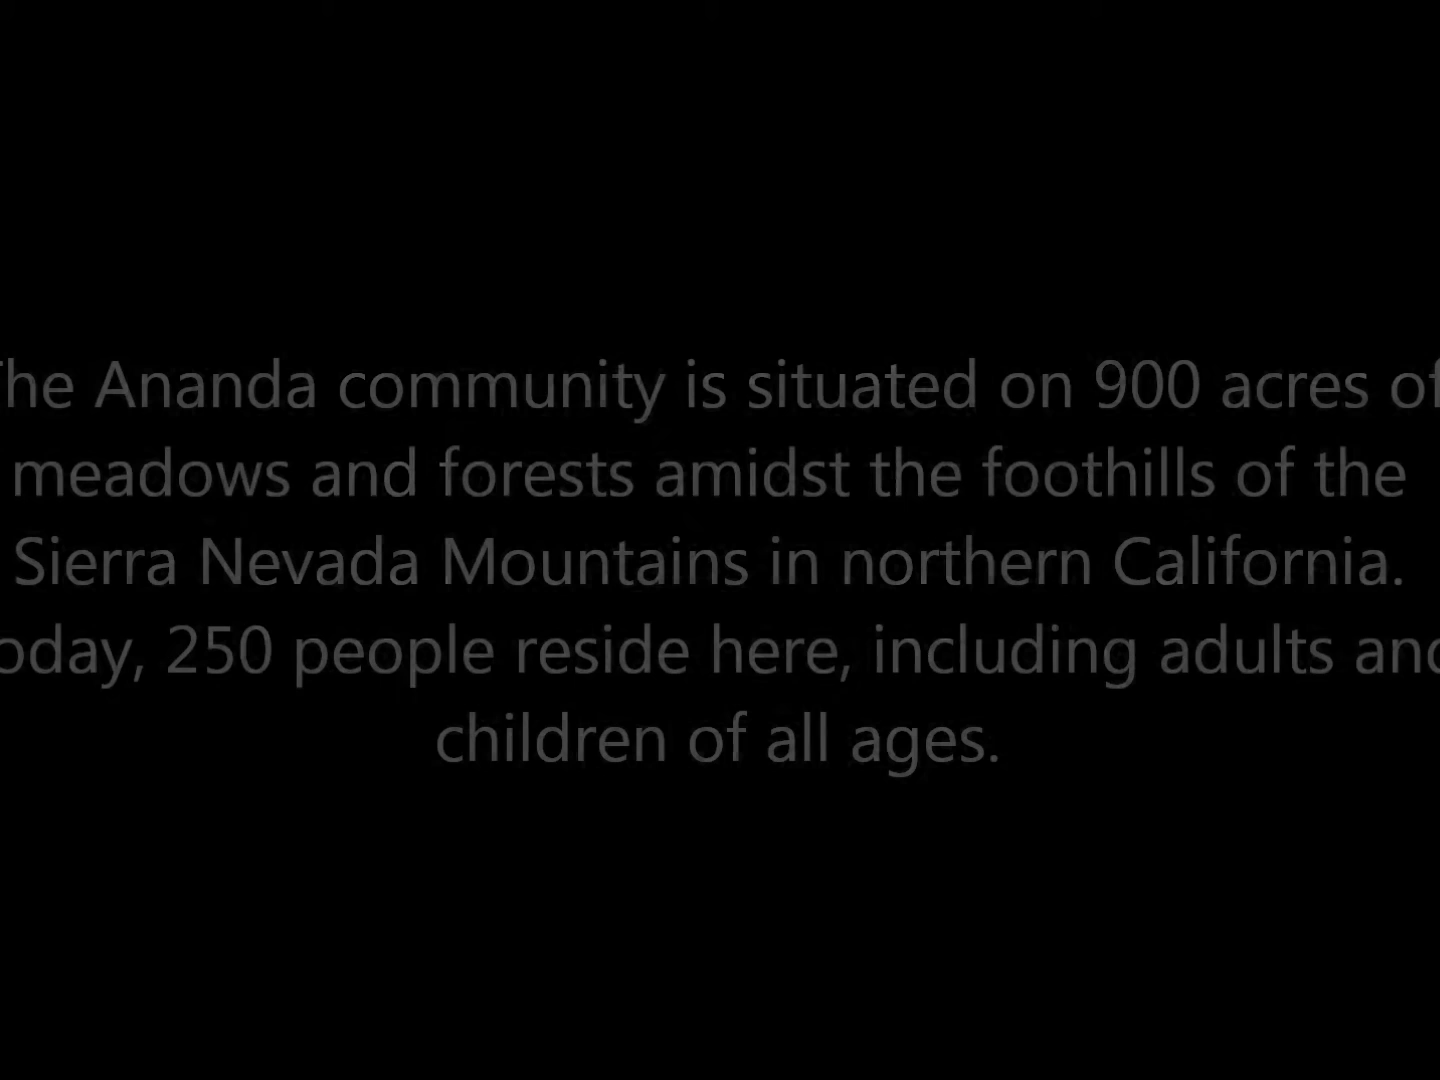 The Ananda community is situated on 900 acres of
meadows and forests amidst the foothills of the
Sierra Nevada Mountains in northern California.
oday, 250 people reside here, including adults and
children of all ages.